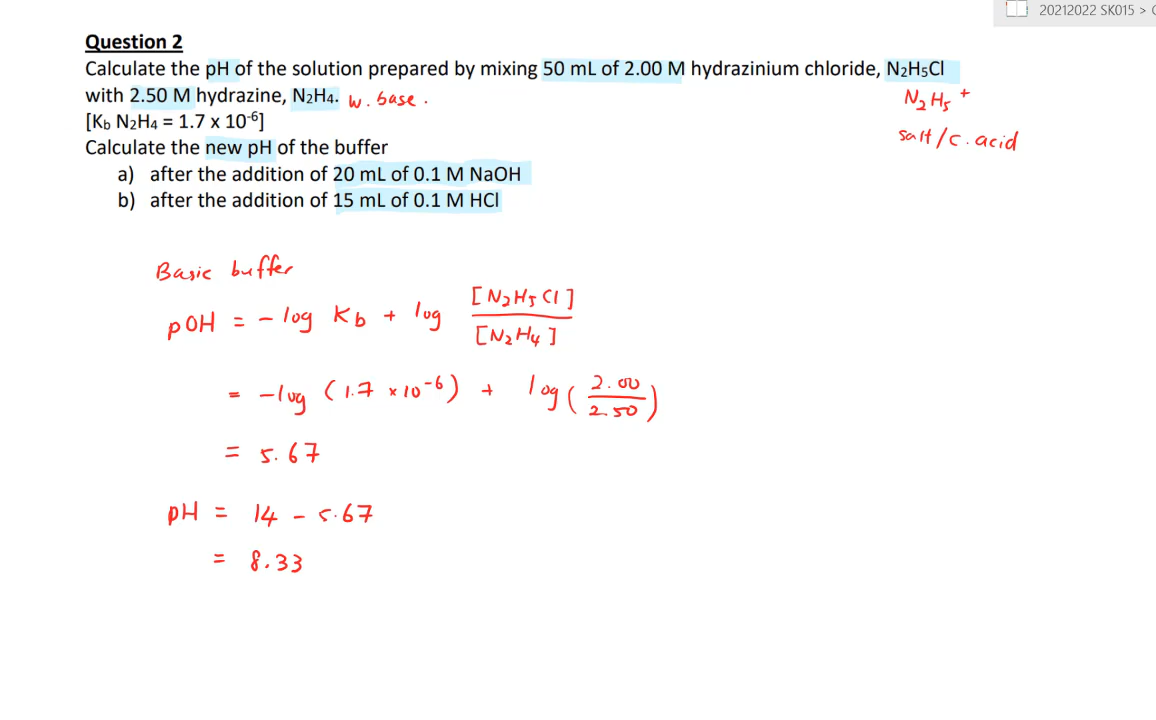 20212022 SK015 >
Question 2
Calculate the pH of the solution prepared by mixing 50 mL of 2.00 M hydrazinium chloride, N2H5Cl
with 2.50 M hydrazine, N2H4. w. base.
N₂H₅⁺
[Kb N2H4 = 1.7 x 10⁻⁶]
salt/c. acid
Calculate the new pH of the buffer
a) after the addition of 20 mL of 0.1 M NaOH
b) after the addition of 15 mL of 0.1 M HCl
Basic buffer
pOH = - log Kb + log [N₂H₅Cl] / [N₂H₄]
= -log (1.7 × 10⁻⁶) + log (2.00 / 2.50)
= 5.67
pH = 14 - 5.67
= 8.33